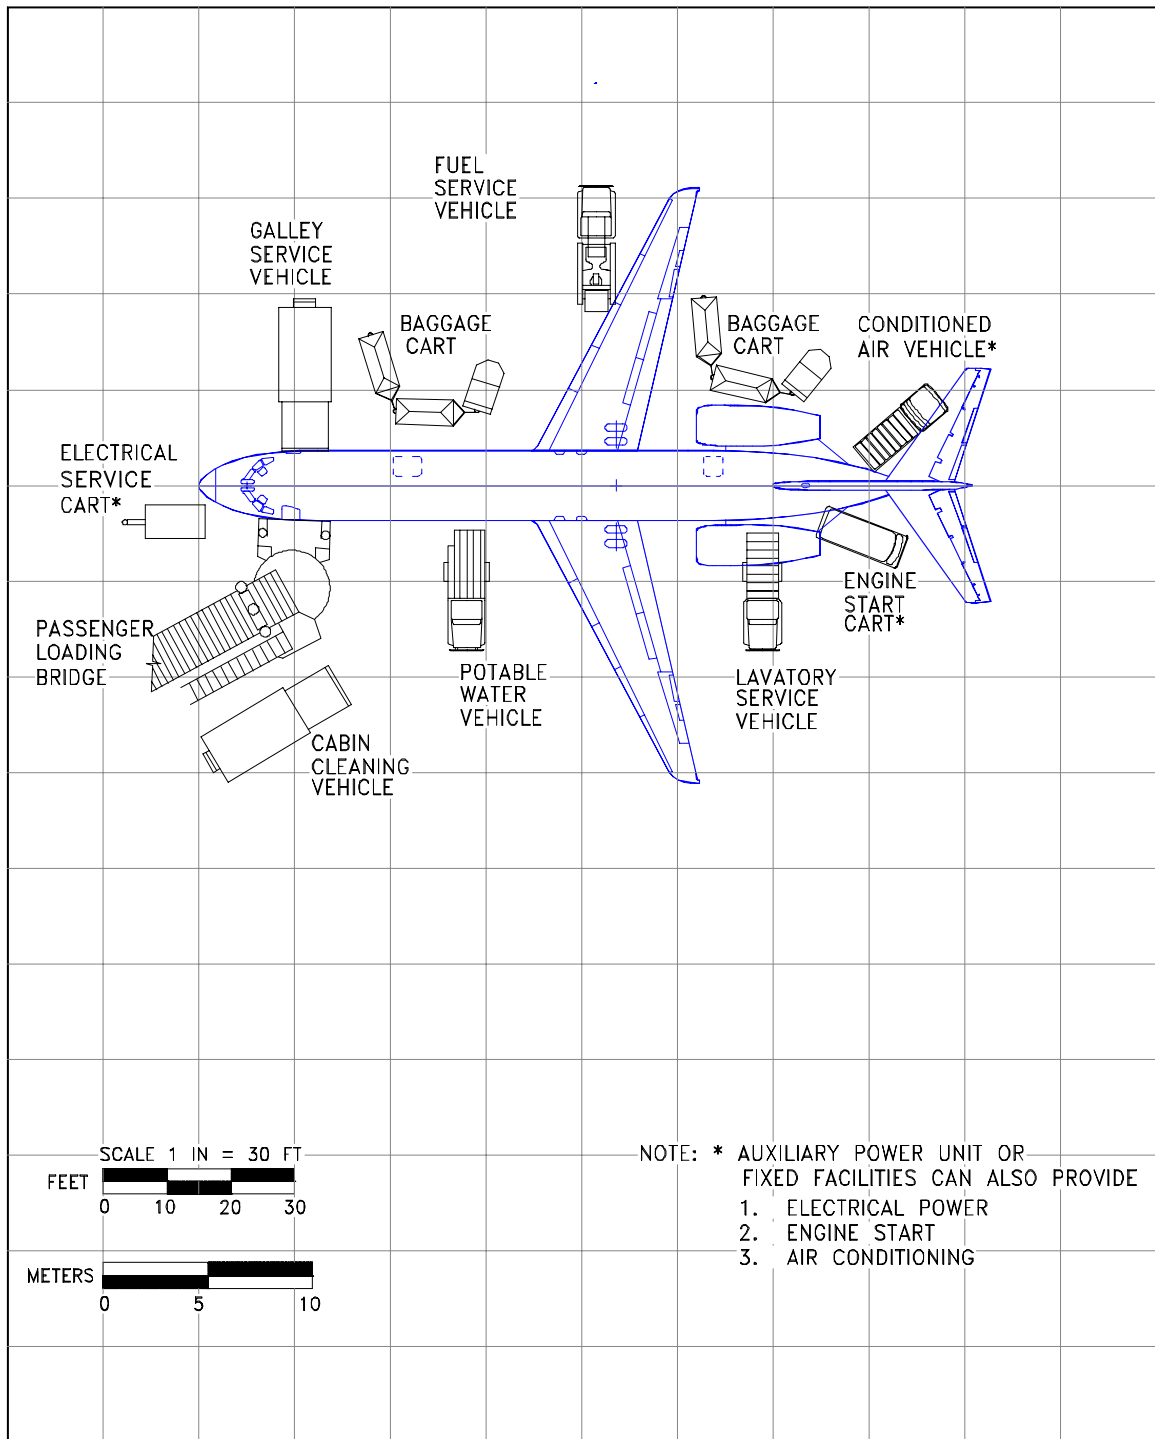 FUEL
SERVICE
VEHICLE
GALLEY
SERVICE
VEHICLE
BAGGAGE
CART
BAGGAGE
CART
CONDITIONED
AIR VEHICLE*
ELECTRICAL
SERVICE
CART*
ENGINE
START
CART*
PASSENGER
LOADING
BRIDGE
POTABLE
WATER
VEHICLE
LAVATORY
SERVICE
VEHICLE
CABIN
CLEANING
VEHICLE
SCALE 1 IN = 30 FT
FEET
0 10 20 30
METERS
0 5 10
NOTE: * AUXILIARY POWER UNIT OR
FIXED FACILITIES CAN ALSO PROVIDE
1. ELECTRICAL POWER
2. ENGINE START
3. AIR CONDITIONING